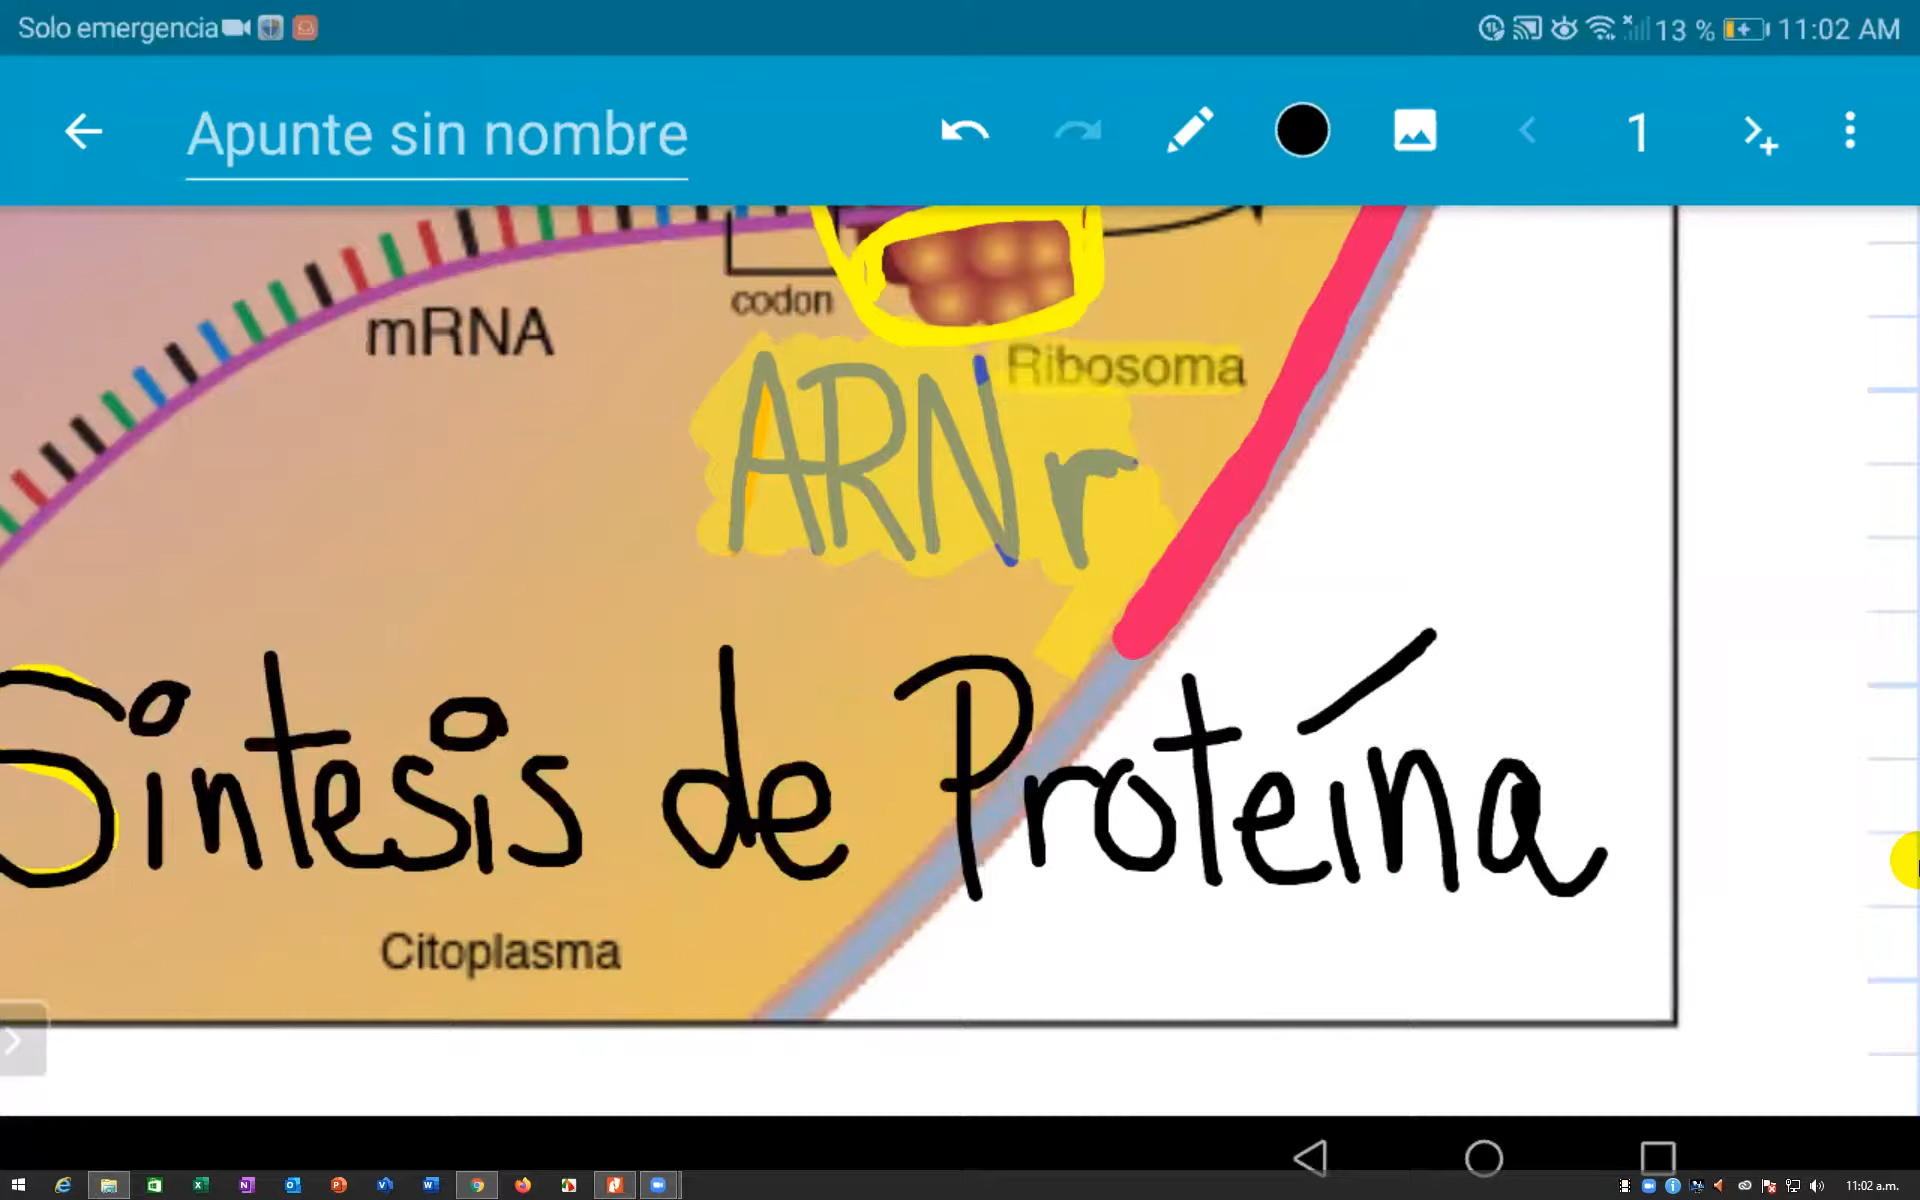 Solo emergencia 13 % 11:02 AM
Apunte sin nombre 1
codon
mRNA
Ribosoma
ARNr
Síntesis de Proteína
Citoplasma
11:02 a.m.